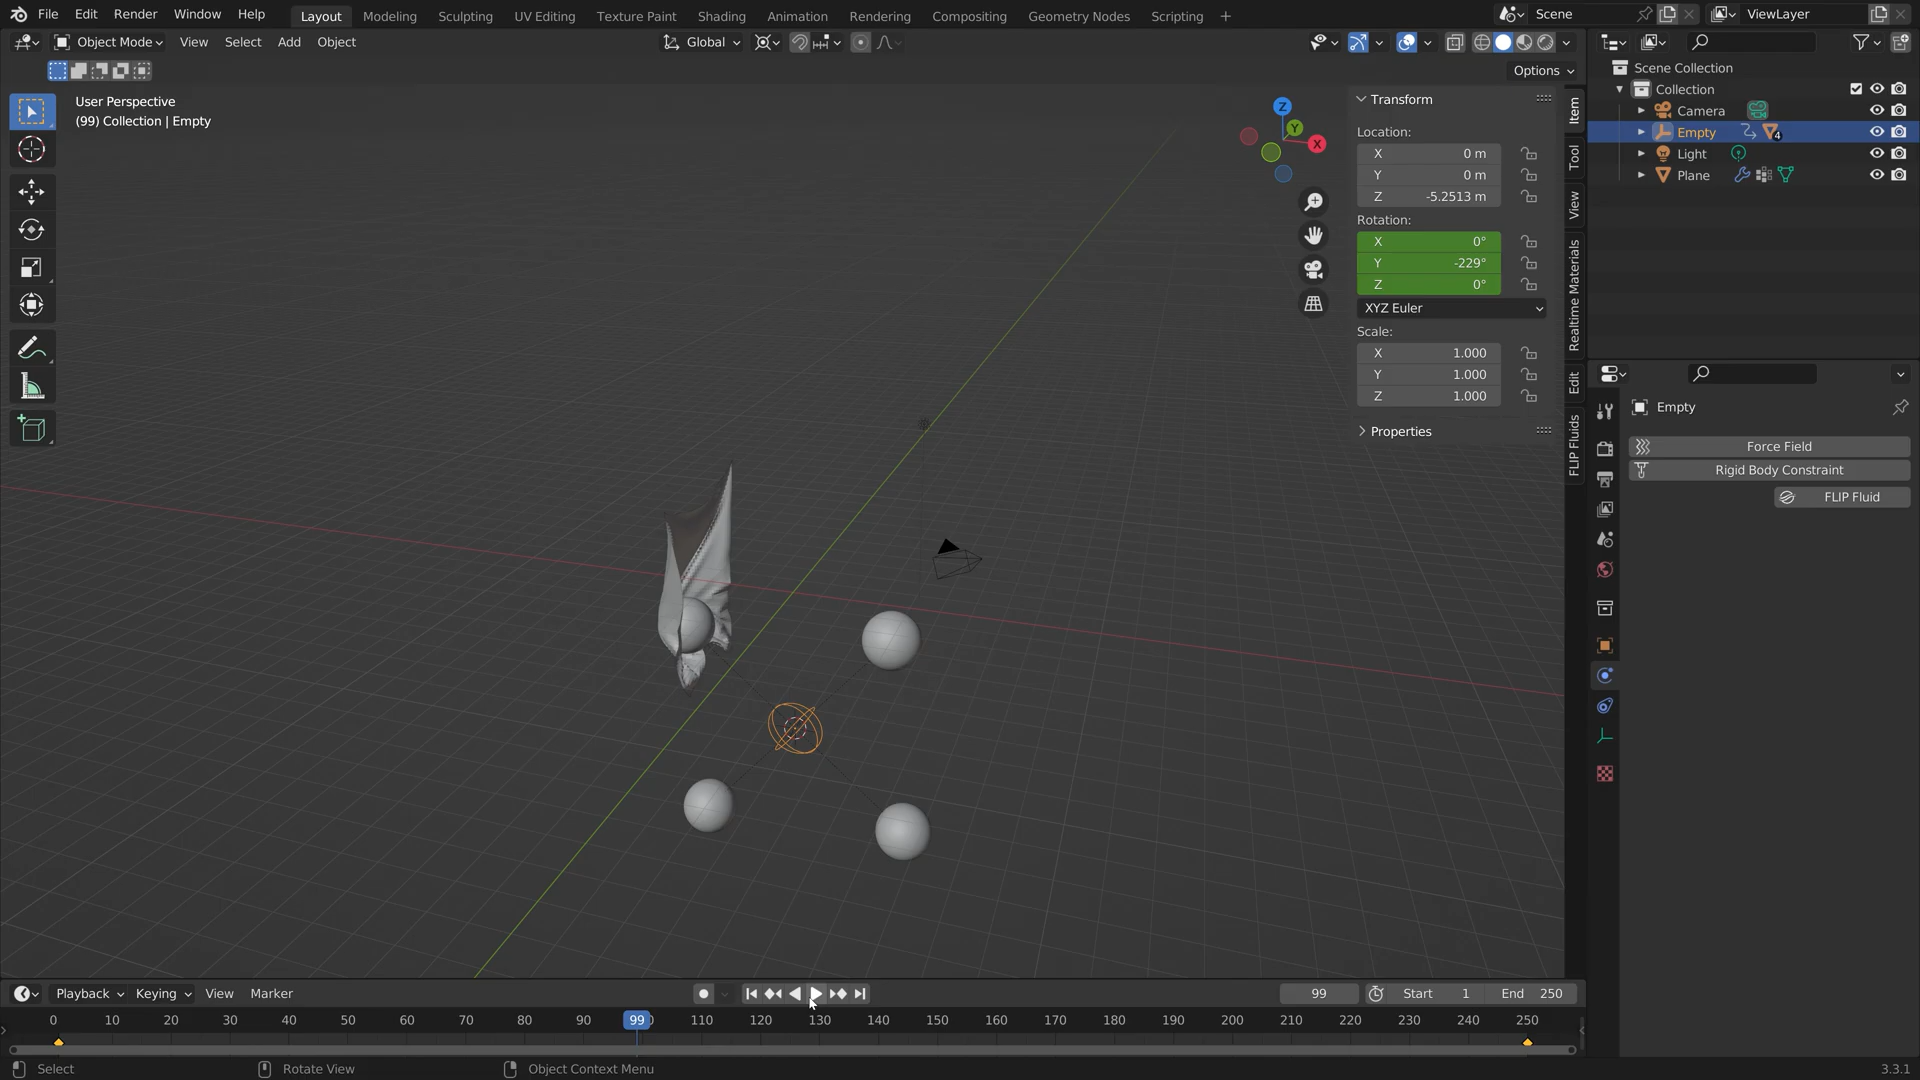 File Edit Render Window Help Layout Modeling Sculpting UV Editing Texture Paint Shading Animation Rendering Compositing Geometry Nodes Scripting + Scene ViewLayer
Object Mode View Select Add Object Global
Options
User Perspective
(99) Collection | Empty
Z
Y
X
Transform
Location:
X 0 m
Y 0 m
Z -5.2513 m
Rotation:
X 0°
Y -229°
Z 0°
XYZ Euler
Scale:
X 1.000
Y 1.000
Z 1.000
Properties
Item
Tool
View
Realtime Materials
Edit
FLIP Fluids
Scene Collection
Collection
Camera
Empty 4
Light
Plane
Empty
Force Field
Rigid Body Constraint
FLIP Fluid
Playback Keying View Marker 99 Start 1 End 250
0 10 20 30 40 50 60 70 80 90 99 110 120 130 140 150 160 170 180 190 200 210 220 230 240 250
Select Rotate View Object Context Menu 3.3.1